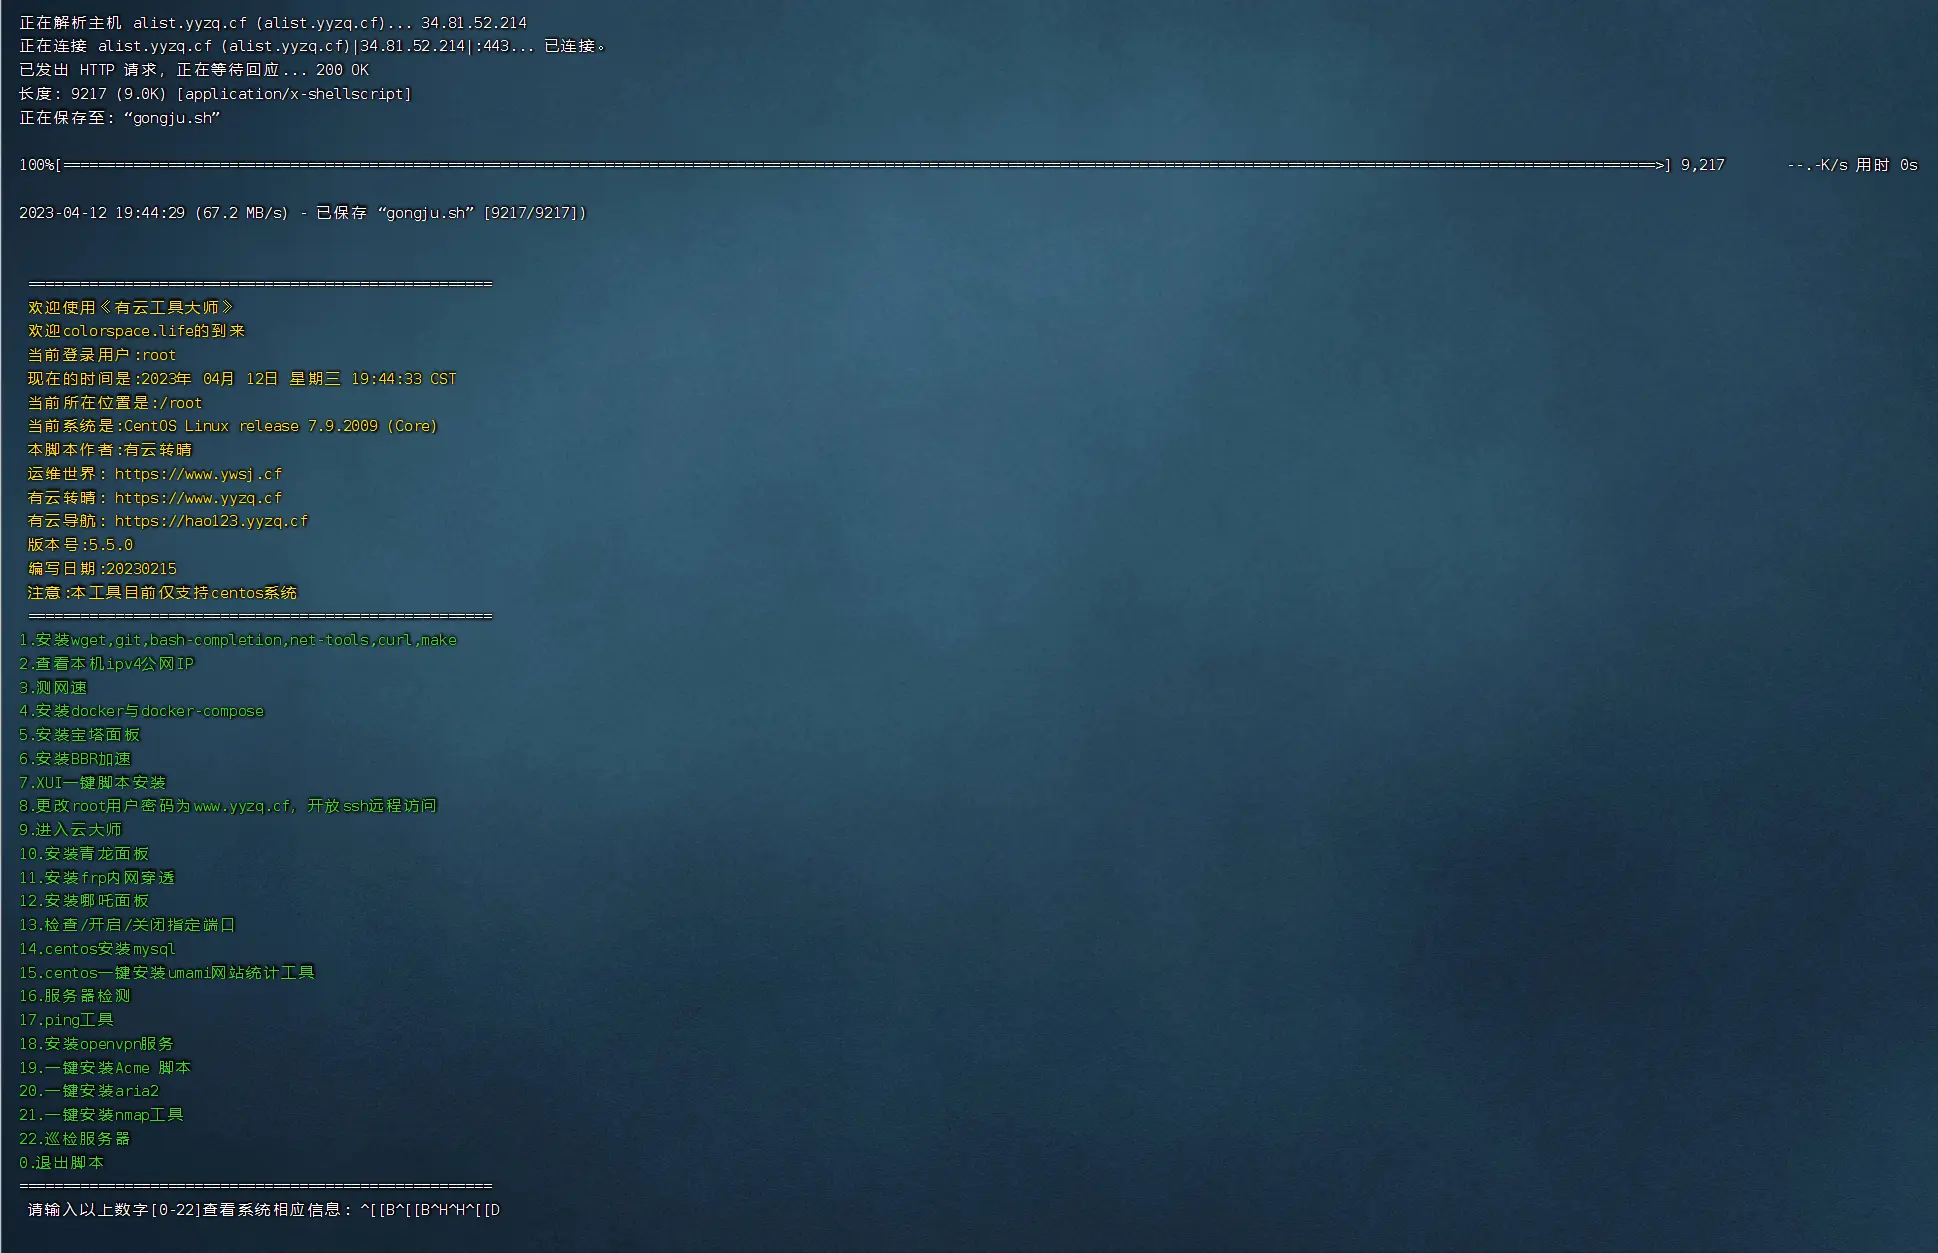 正在解析主机 alist.yyzq.cf (alist.yyzq.cf)... 34.81.52.214
正在连接 alist.yyzq.cf (alist.yyzq.cf)|34.81.52.214|:443... 已连接。
已发出 HTTP 请求，正在等待回应... 200 OK
长度：9217 (9.0K) [application/x-shellscript]
正在保存至: “gongju.sh”
100%[======================================================================================================================================================================================>] 9,217 --.-K/s 用时 0s
2023-04-12 19:44:29 (67.2 MB/s) - 已保存 “gongju.sh” [9217/9217])
=====================================================
欢迎使用《有云工具大师》
欢迎colorspace.life的到来
当前登录用户:root
现在的时间是:2023年 04月 12日 星期三 19:44:33 CST
当前所在位置是:/root
当前系统是:CentOS Linux release 7.9.2009 (Core)
本脚本作者:有云转晴
运维世界：https://www.ywsj.cf
有云转晴：https://www.yyzq.cf
有云导航：https://hao123.yyzq.cf
版本号:5.5.0
编写日期:20230215
注意:本工具目前仅支持centos系统
=====================================================
1.安装wget,git,bash-completion,net-tools,curl,make
2.查看本机ipv4公网IP
3.测网速
4.安装docker与docker-compose
5.安装宝塔面板
6.安装BBR加速
7.XUI一键脚本安装
8.更改root用户密码为www.yyzq.cf，开放ssh远程访问
9.进入云大师
10.安装青龙面板
11.安装frp内网穿透
12.安装哪吒面板
13.检查/开启/关闭指定端口
14.centos安装mysql
15.centos一键安装umami网站统计工具
16.服务器检测
17.ping工具
18.安装openvpn服务
19.一键安装Acme 脚本
20.一键安装aria2
21.一键安装nmap工具
22.巡检服务器
0.退出脚本
======================================================
请输入以上数字[0-22]查看系统相应信息：^[[B^[[B^H^H^[[D